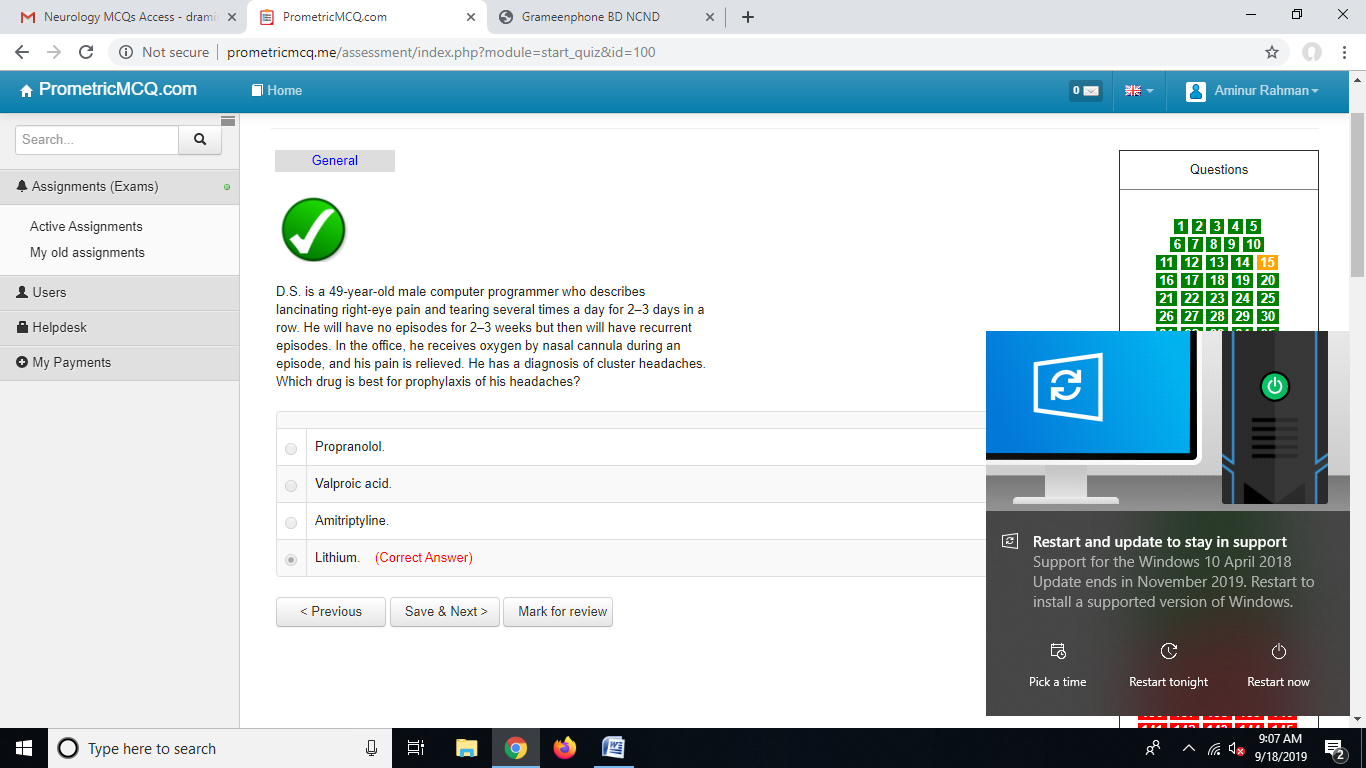 Neurology MCQs Access - drami
PrometricMCQ.com
Grameenphone BD NCND
Not secure | prometricmcq.me/assessment/index.php?module=start_quiz&id=100
PrometricMCQ.com
Home
0
Aminur Rahman
Search...
Assignments (Exams)
Active Assignments
My old assignments
Users
Helpdesk
My Payments
General
D.S. is a 49-year-old male computer programmer who describes
lancinating right-eye pain and tearing several times a day for 2–3 days in a
row. He will have no episodes for 2–3 weeks but then will have recurrent
episodes. In the office, he receives oxygen by nasal cannula during an
episode, and his pain is relieved. He has a diagnosis of cluster headaches.
Which drug is best for prophylaxis of his headaches?
Propranolol.
Valproic acid.
Amitriptyline.
Lithium. (Correct Answer)
< Previous
Save & Next >
Mark for review
Questions
1 2 3 4 5
6 7 8 9 10
11 12 13 14 15
16 17 18 19 20
21 22 23 24 25
26 27 28 29 30
Restart and update to stay in support
Support for the Windows 10 April 2018
Update ends in November 2019. Restart to
install a supported version of Windows.
Pick a time
Restart tonight
Restart now
Type here to search
9:07 AM
9/18/2019
2